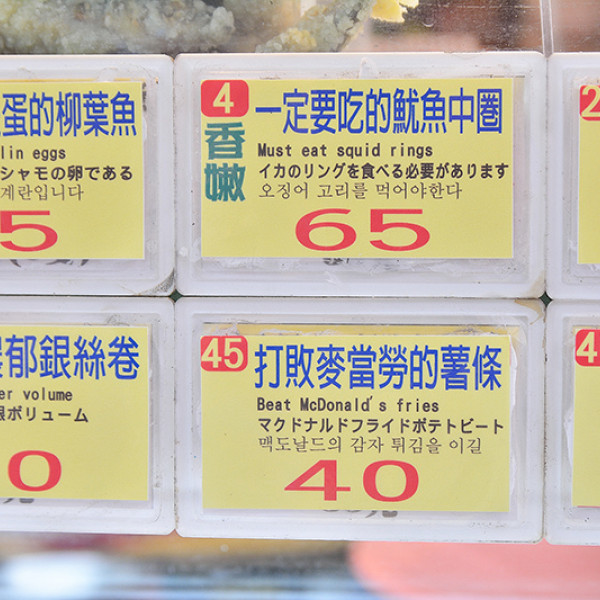 蛋的柳葉魚
lin eggs
シャモの卵である
계란입니다
5
4
香嫩
一定要吃的魷魚中圈
Must eat squid rings
イカのリングを食べる必要があります
오징어 고리를 먹어야한다
65
2
郁銀絲卷
er volume
銀ボリューム
0
45
打敗麥當勞的薯條
Beat McDonald's fries
マクドナルドフライドポテトビート
맥도날드의 감자 튀김을 이길
40
4